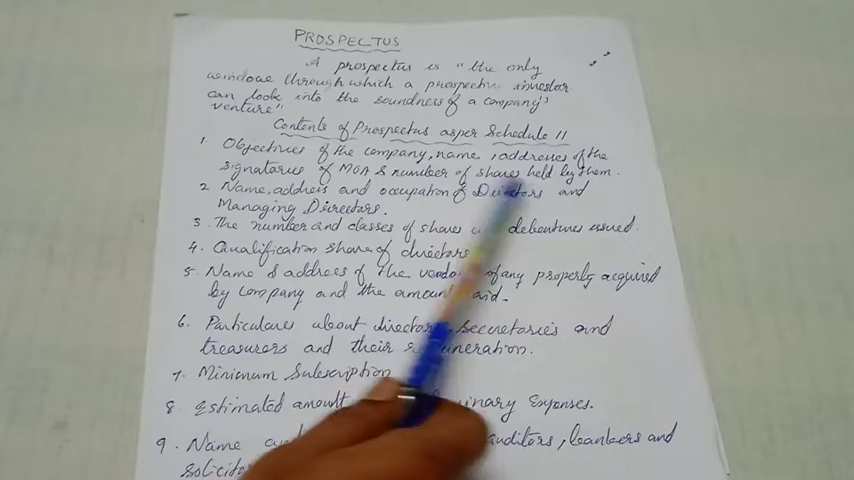 PROSPECTUS
A prospectus is "the only
window through which a prospective investor
can look into the soundness of a company's
venture"
Contents of Prospectus as per Schedule II
1 Objectives of the company, name, addresses of the
signatories of MOA & number of shares held by them.
2 Name, address and occupation of Directors and
Managing Directors.
3. The number and classes of shares debentures issued.
4. Qualification share of directors
5. Name & address of the of any property acquired
by company and the amount
6. Particulars about directors, secretaries and
treasurers and their remuneration.
7. Minimum Subscription
8. Estimated amount Expenses.
9. Name auditors, bankers and